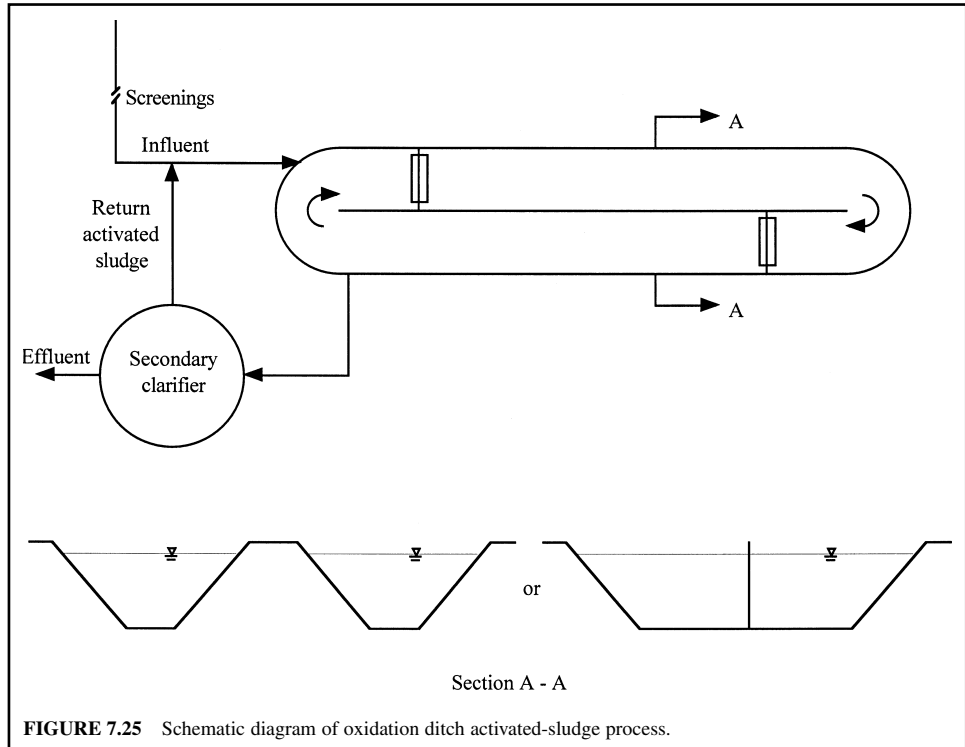 Screenings
Influent
A
Return
activated
sludge
A
Effluent
Secondary
clarifier
or
Section A - A
FIGURE 7.25 Schematic diagram of oxidation ditch activated-sludge process.